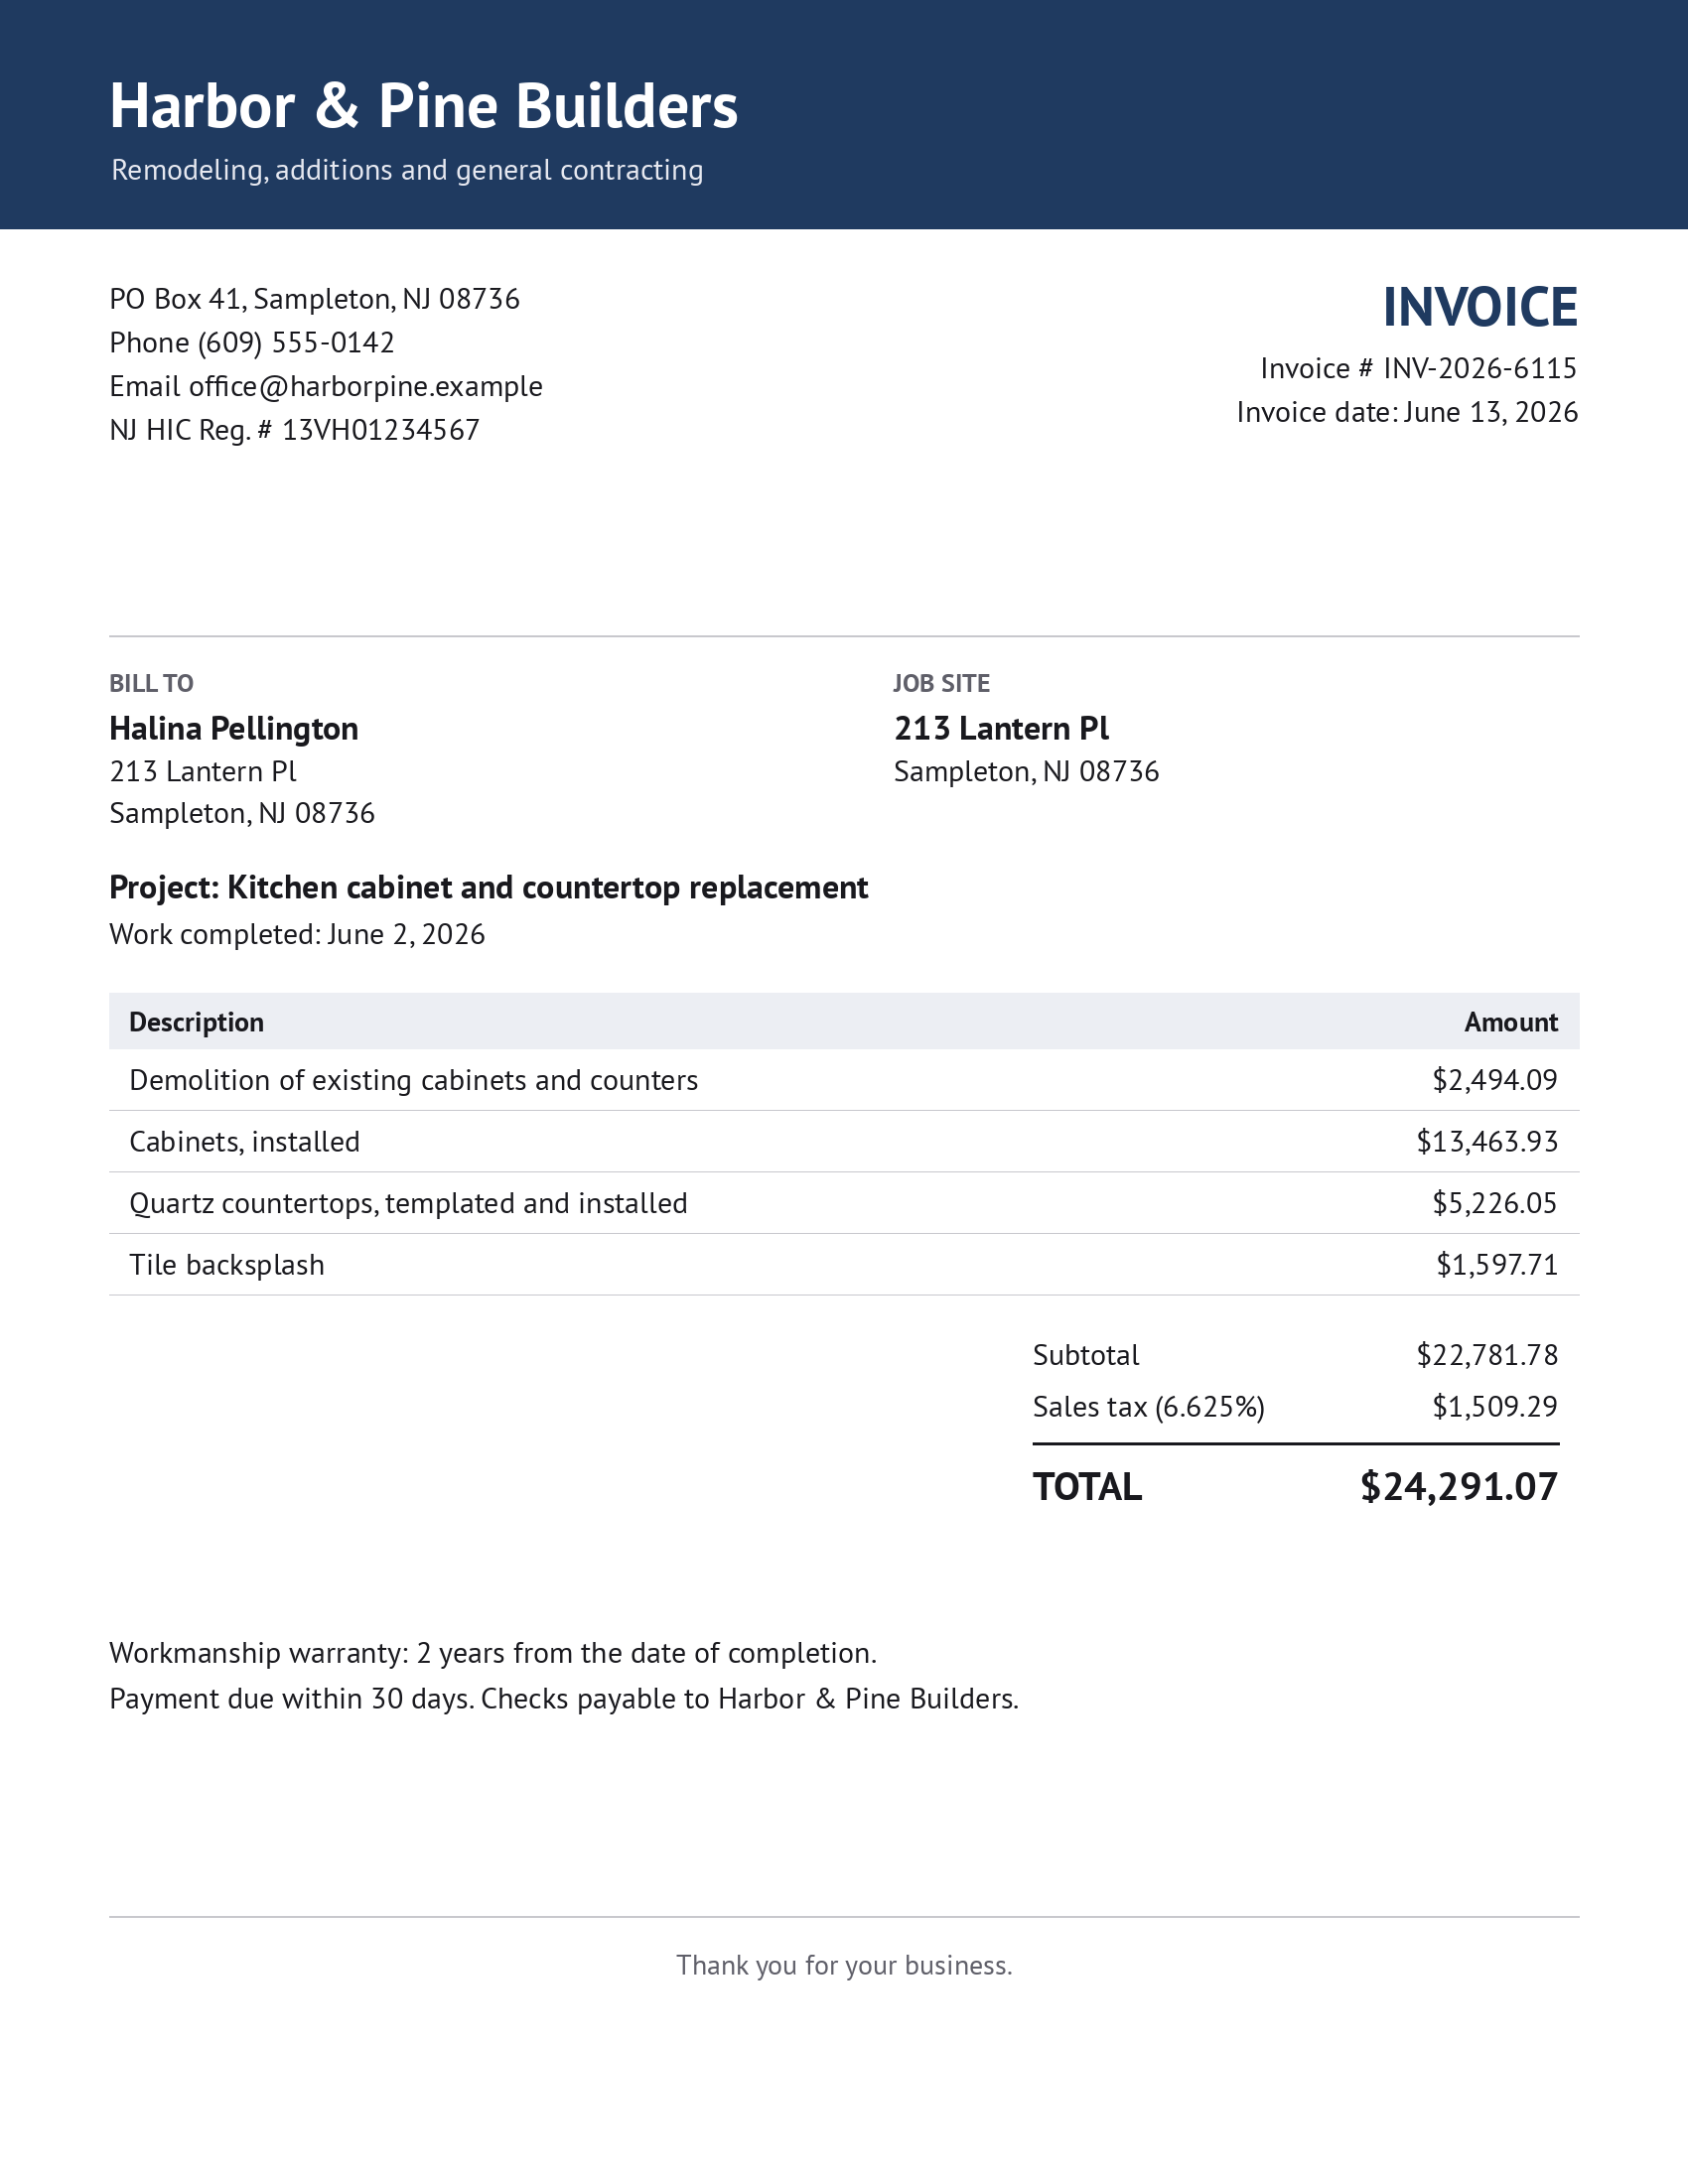 Harbor & Pine Builders
Remodeling, additions and general contracting
PO Box 41, Sampleton, NJ 08736
Phone (609) 555-0142
Email office@harborpine.example
NJ HIC Reg. # 13VH01234567
INVOICE
Invoice # INV-2026-6115
Invoice date: June 13, 2026
BILL TO
Halina Pellington
213 Lantern Pl
Sampleton, NJ 08736
JOB SITE
213 Lantern Pl
Sampleton, NJ 08736
Project: Kitchen cabinet and countertop replacement
Work completed: June 2, 2026
Description Amount
Demolition of existing cabinets and counters $2,494.09
Cabinets, installed $13,463.93
Quartz countertops, templated and installed $5,226.05
Tile backsplash $1,597.71
Subtotal $22,781.78
Sales tax (6.625%) $1,509.29
TOTAL $24,291.07
Workmanship warranty: 2 years from the date of completion.
Payment due within 30 days. Checks payable to Harbor & Pine Builders.
Thank you for your business.